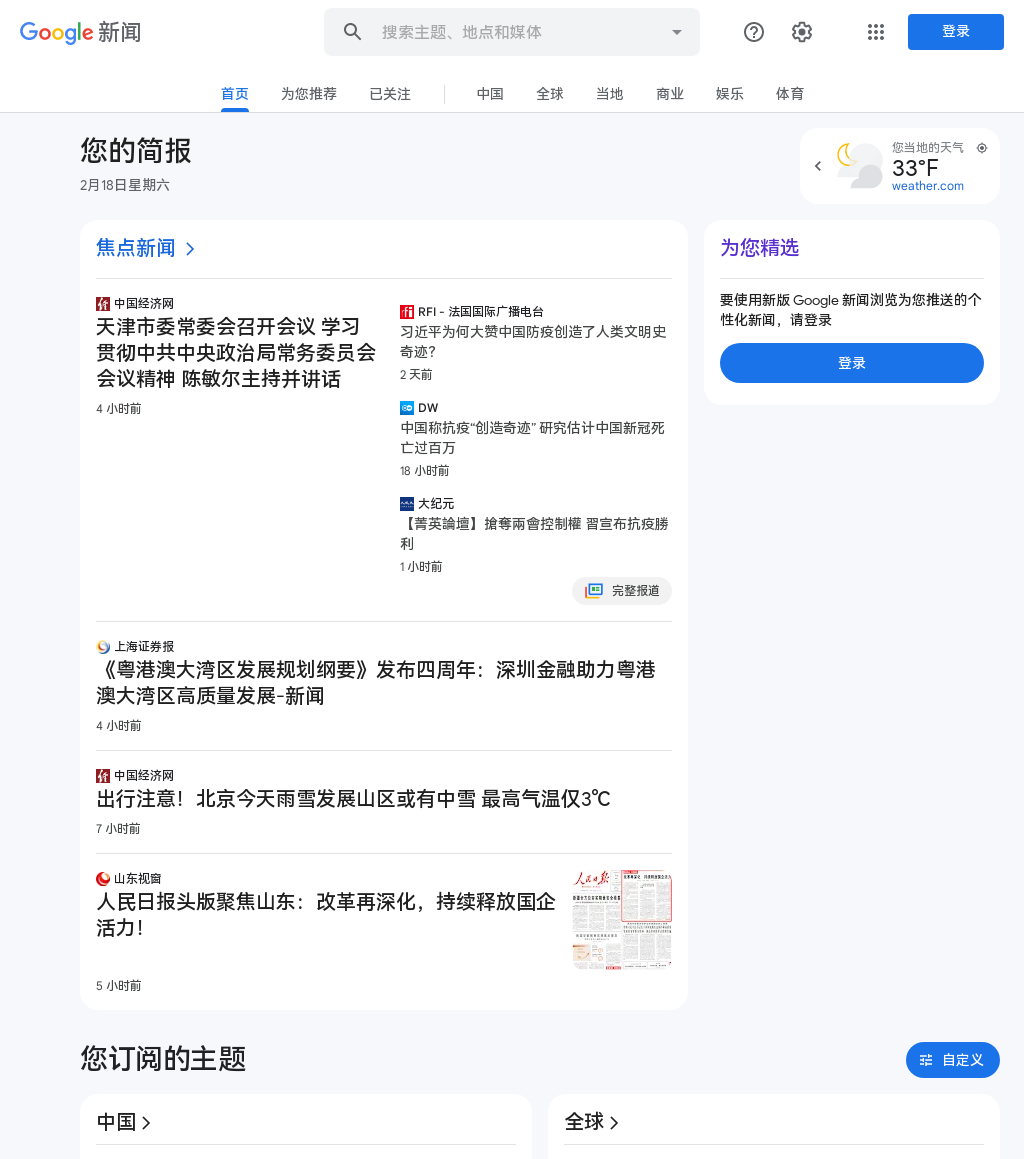 Google 新闻
搜索主题、地点和媒体
登录
首页
为您推荐
已关注
中国
全球
当地
商业
娱乐
体育
您的简报
2月18日星期六
您当地的天气
33°F
weather.com
焦点新闻
中国经济网
天津市委常委会召开会议 学习
贯彻中共中央政治局常务委员会
会议精神 陈敏尔主持并讲话
4 小时前
RFI - 法国国际广播电台
习近平为何大赞中国防疫创造了人类文明史
奇迹？
2 天前
DW
中国称抗疫“创造奇迹” 研究估计中国新冠死
亡过百万
18 小时前
大纪元
【菁英論壇】搶奪兩會控制權 習宣布抗疫勝
利
1 小时前
完整报道
上海证券报
《粤港澳大湾区发展规划纲要》发布四周年：深圳金融助力粤港
澳大湾区高质量发展-新闻
4 小时前
中国经济网
出行注意！北京今天雨雪发展山区或有中雪 最高气温仅3℃
7 小时前
山东视窗
人民日报头版聚焦山东：改革再深化，持续释放国企
活力！
5 小时前
人民日报
为您精选
要使用新版 Google 新闻浏览为您推送的个
性化新闻，请登录
登录
您订阅的主题
自定义
中国
全球